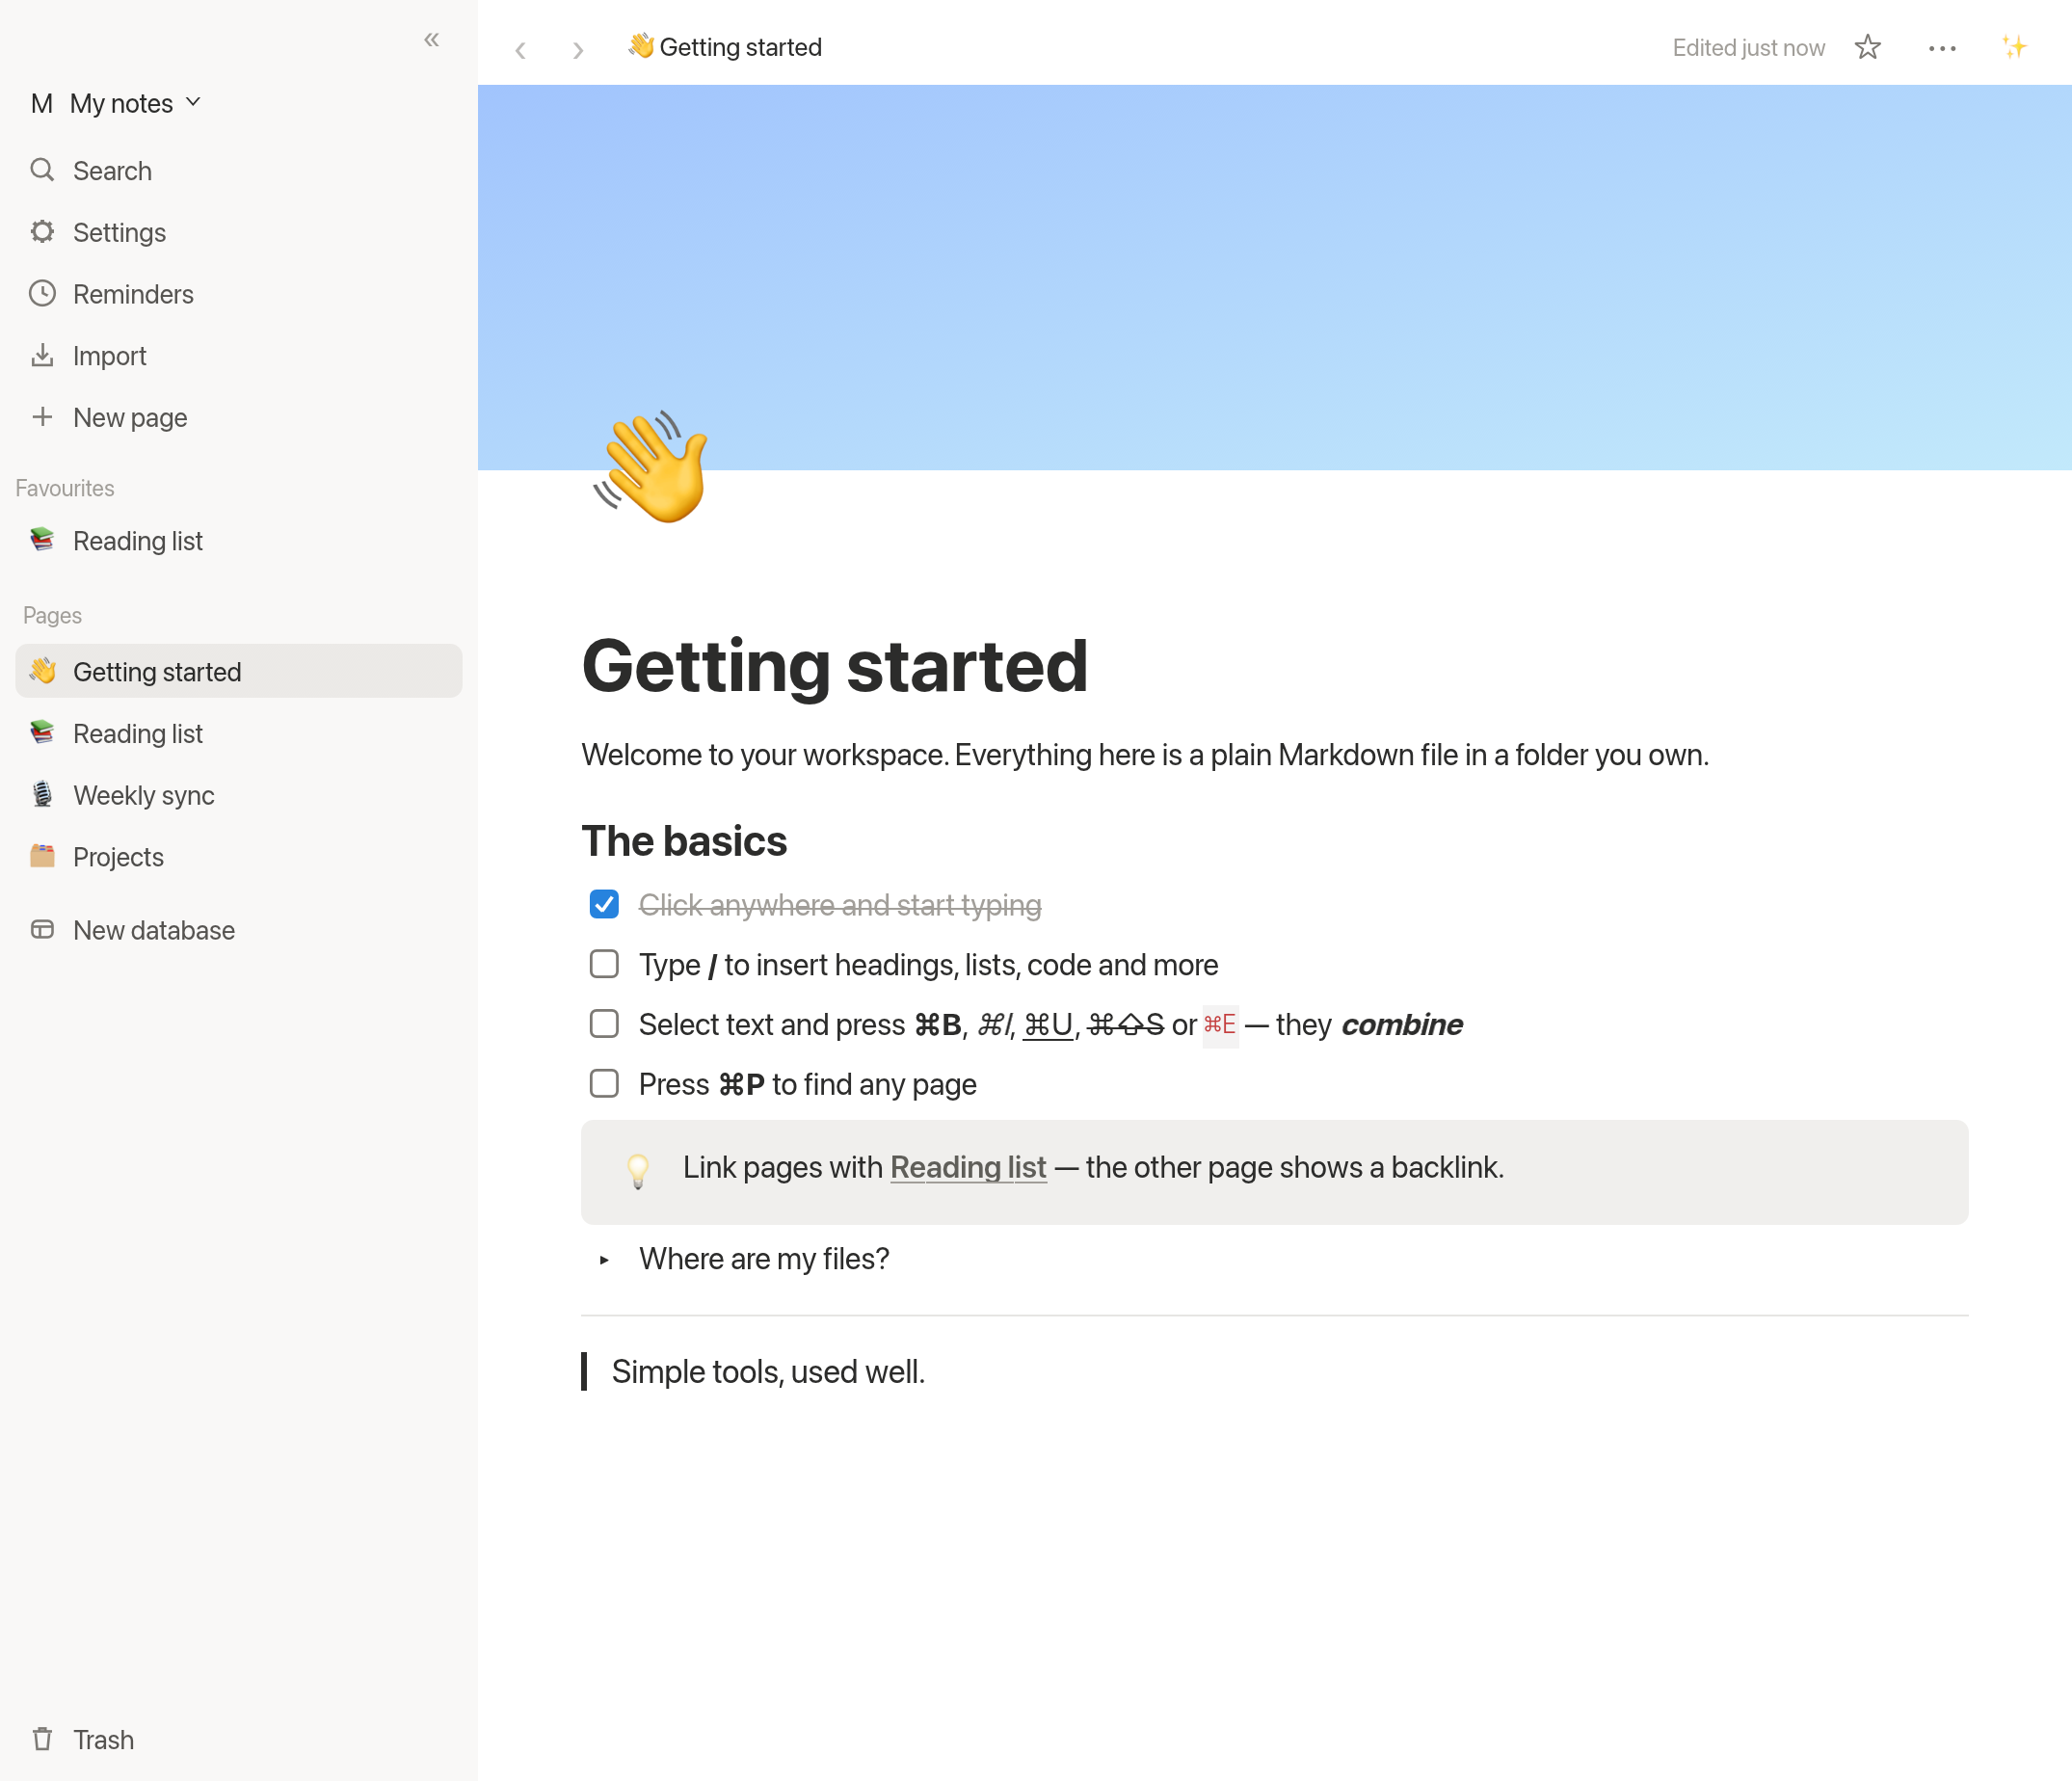 My notes
M
Search
Settings
Reminders
Import
New page
Favourites
Reading list
Pages
Getting started
Reading list
Weekly sync
Projects
New database
Trash
Getting started
Edited just now
Getting started
Welcome to your workspace. Everything here is a plain Markdown file in a folder you own.
The basics
Click anywhere and start typing
Type / to insert headings, lists, code and more
Select text and press ⌘B, ⌘I, ⌘U, ⌘⇧S or ⌘E — they combine
Press ⌘P to find any page
Link pages with Reading list — the other page shows a backlink.
Where are my files?
Simple tools, used well.